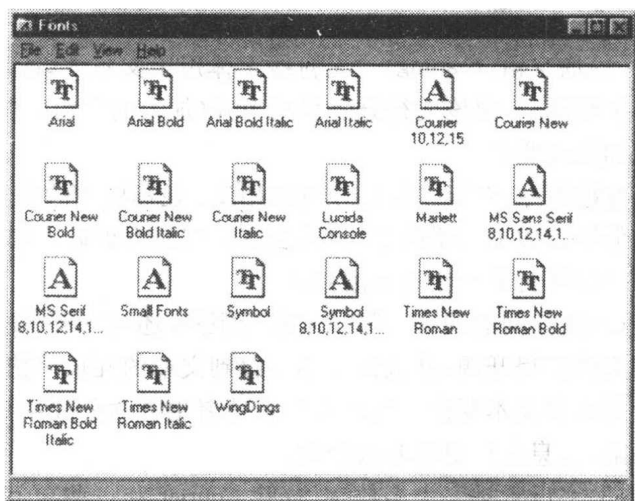 Fonts
File Edit View Help
Arial Arial Bold Arial Bold Italic Arial Italic Courier 10,12,15 Courier New
Courier New Bold Courier New Bold Italic Courier New Italic Lucida Console Marlett MS Sans Serif 8,10,12,14,1...
MS Serif 8,10,12,14,1... Small Fonts Symbol Symbol 8,10,12,14,1... Times New Roman Times New Roman Bold
Times New Roman Bold Italic Times New Roman Italic WingDings